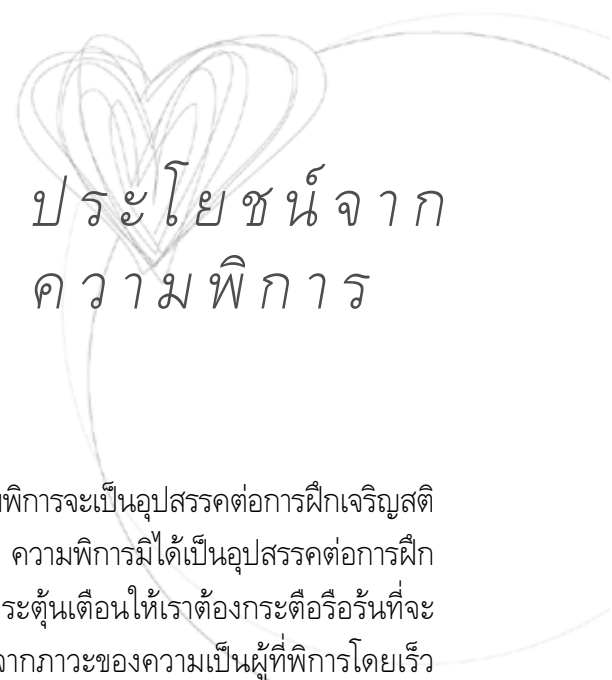 ประโยชน์จาก
ความพิการ
พิการจะเป็นอุปสรรคต่อการฝึกเจริญสติ
ความพิการมิได้เป็นอุปสรรคต่อการฝึก
ระตุ้นเตือนให้เราต้องกระตือรือร้นที่จะ
จากภาวะของความเป็นผู้ที่พิการโดยเร็ว